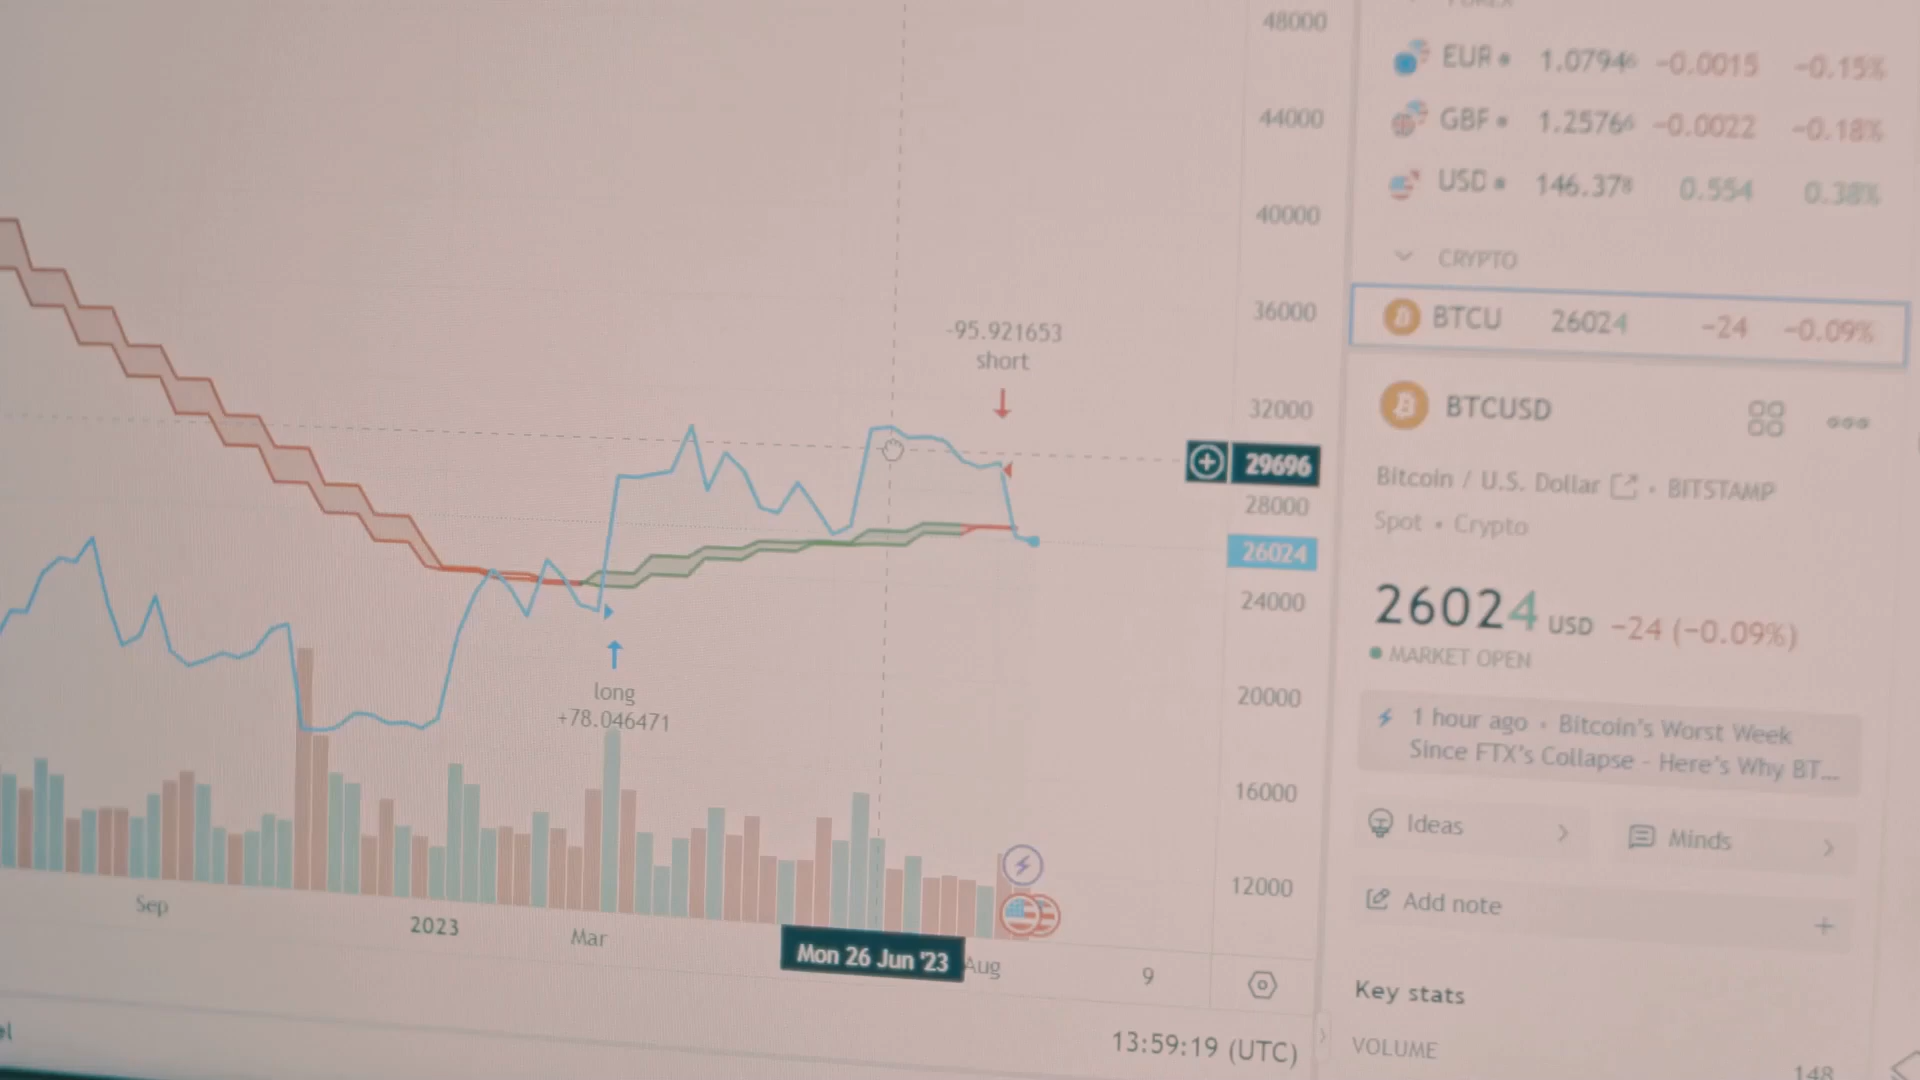 48000
44000
40000
36000
32000
29696
28000
26024
24000
20000
16000
12000
-95.921653
short
long
+78.046471
Sep
2023
Mar
Mon 26 Jun '23
Aug
9
13:59:19 (UTC)
EUR 1.07946 −0.0015 −0.15%
GBP 1.25766 −0.0022 −0.18%
USD 146.378 0.554 0.38%
CRYPTO
BTCU 26024 −24 −0.09%
BTCUSD
Bitcoin / U.S. Dollar • BITSTAMP
Spot • Crypto
26024 USD −24 (−0.09%)
MARKET OPEN
1 hour ago • Bitcoin's Worst Week
Since FTX's Collapse - Here's Why BT...
Ideas
Minds
Add note
Key stats
VOLUME
148